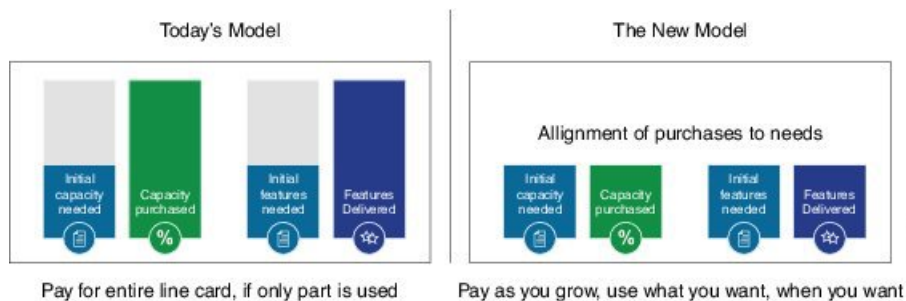 Today's Model
The New Model
Initial
capacity
needed
Capacity
purchased
%
Initial
features
needed
Features
Delivered
Allignment of purchases to needs
Initial
capacity
needed
Capacity
purchased
%
Initial
features
needed
Features
Delivered
Pay for entire line card, if only part is used
Pay as you grow, use what you want, when you want